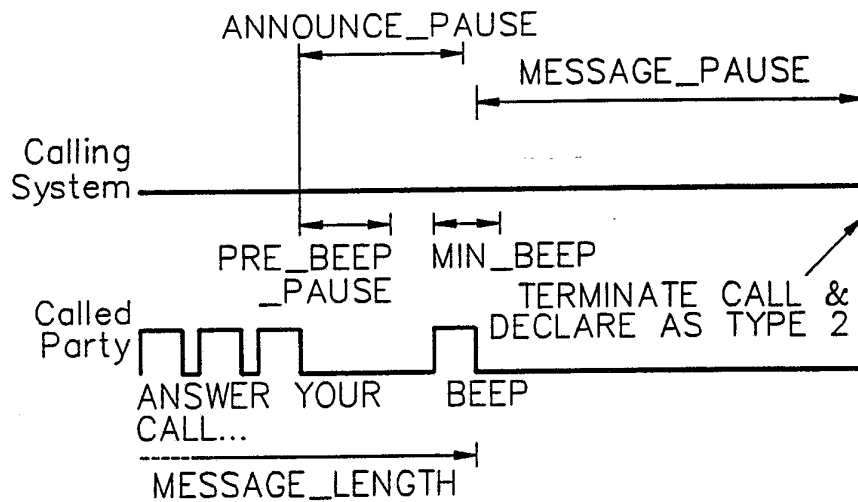 ANNOUNCE_PAUSE
MESSAGE_PAUSE
Calling
System
PRE_BEEP
_PAUSE
MIN_BEEP
TERMINATE CALL &
DECLARE AS TYPE 2
Called
Party
ANSWER YOUR BEEP
CALL...
MESSAGE_LENGTH